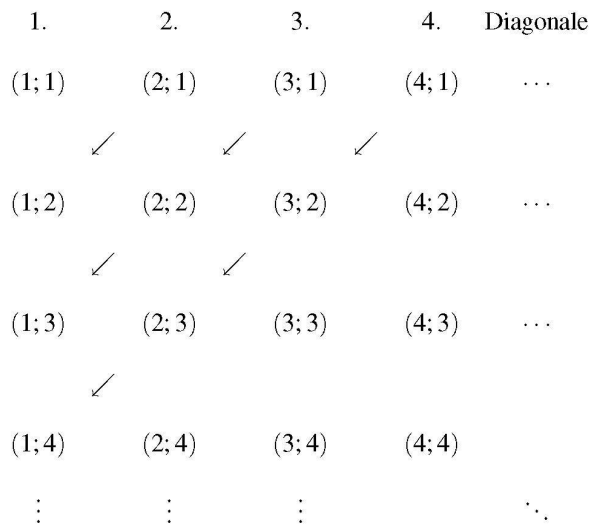 1. 2. 3. 4. Diagonale
(1; 1) (2; 1) (3; 1) (4; 1) ⋯
↙ ↙ ↙
(1; 2) (2; 2) (3; 2) (4; 2) ⋯
↙ ↙
(1; 3) (2; 3) (3; 3) (4; 3) ⋯
↙
(1; 4) (2; 4) (3; 4) (4; 4)
⋮ ⋮ ⋮ ⋱